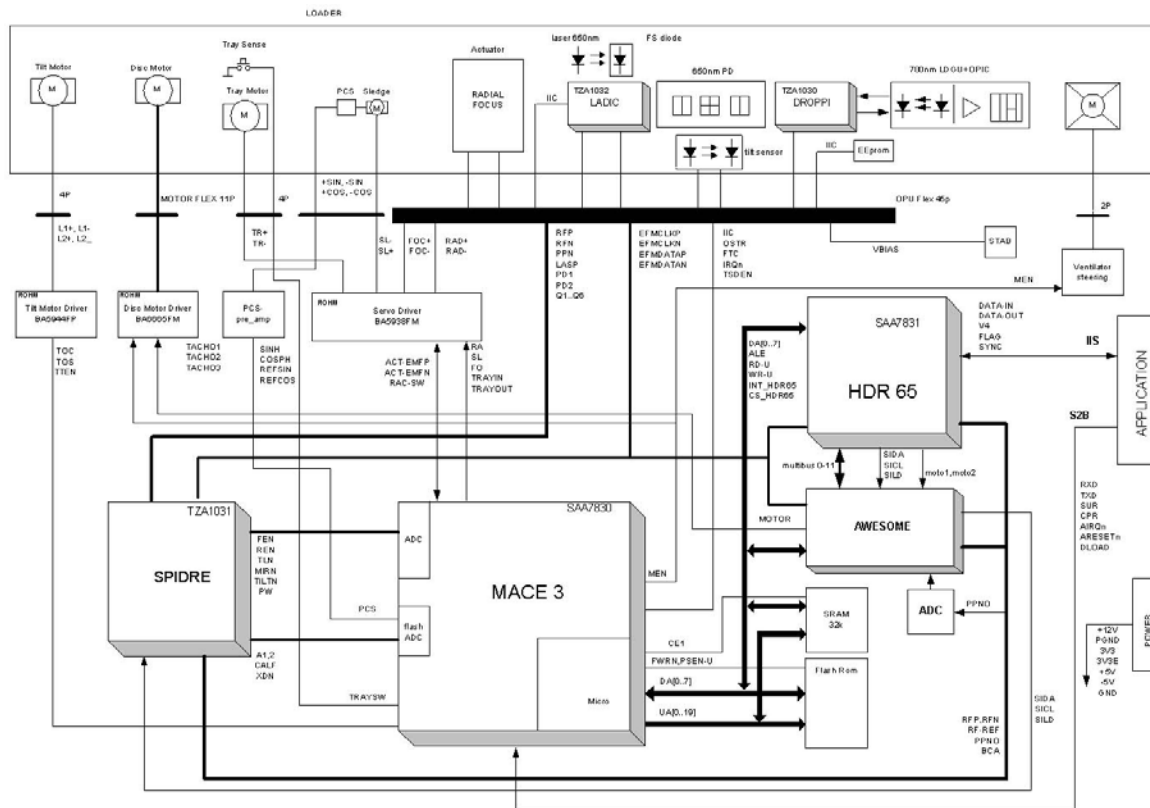 LOADER
Tilt Motor
M
Disc Motor
M
Tray Sense
Tray Motor
M
PCS
Sledge
M
Actuator
RADIAL
FOCUS
laser 650nm
FS diode
TZA1032
LADIC
IIC
650nm PD
TZA1030
DROPPI
780nm LDGU+OPIC
tilt sensor
IIC
EEprom
M
4P
MOTOR FLEX 11P
4P
+SIN, -SIN
+COS, -COS
OPU Flex 45p
2P
L1+, L1-
L2+, L2_
TR+
TR-
SL-
SL+
FOC+
FOC-
RAD+
RAD-
RFP
RFN
PPN
LASP
PD1
PD2
Q1..Q6
EFMCLKP
EFMCLKN
EFMDATAP
EFMDATAN
IIC
OSTR
FTC
IRQn
TSDEN
VBIAS
STAB
MEN
Ventilator
steering
ROHM
Tilt Motor Driver
BA5944FP
ROHM
Disc Motor Driver
BA6665FM
PCS-
pre_amp
ROHM
Servo Driver
BA5938FM
TOC
TOS
TTEN
TACHO1
TACHO2
TACHO3
SINH
COSPH
REFSIN
REFCOS
ACT-EMFP
ACT-EMFN
RAC-SW
RA
SL
FO
TRAYIN
TRAYOUT
DA[0..7]
ALE
RD-U
WR-U
INT_HDR65
CS_HDR65
SAA7831
HDR 65
DATA-IN
DATA-OUT
V4
FLAG
SYNC
IIS
APPLICATION
S2B
multibus 0-11
SIDA
SICL
SILD
moto1,moto2
RXD
TXD
SUR
CPR
AIRQn
ARESETn
DLOAD
TZA1031
SPIDRE
FEN
REN
TLN
MIRN
TILTN
PW
ADC
SAA7830
MACE 3
MOTOR
AWESOME
MEN
PCS
flash
ADC
ADC
PPNO
SRAM
32k
CE1
FWRN,PSEN-U
Flash Rom
A1,2
CALF
XDN
Micro
DA[0..7]
TRAYSW
UA[0..19]
+12V
PGND
3V3
3V3E
+5V
-5V
GND
POWER
SIDA
SICL
SILD
RFP,RFN
RF-REF
PPNO
BCA